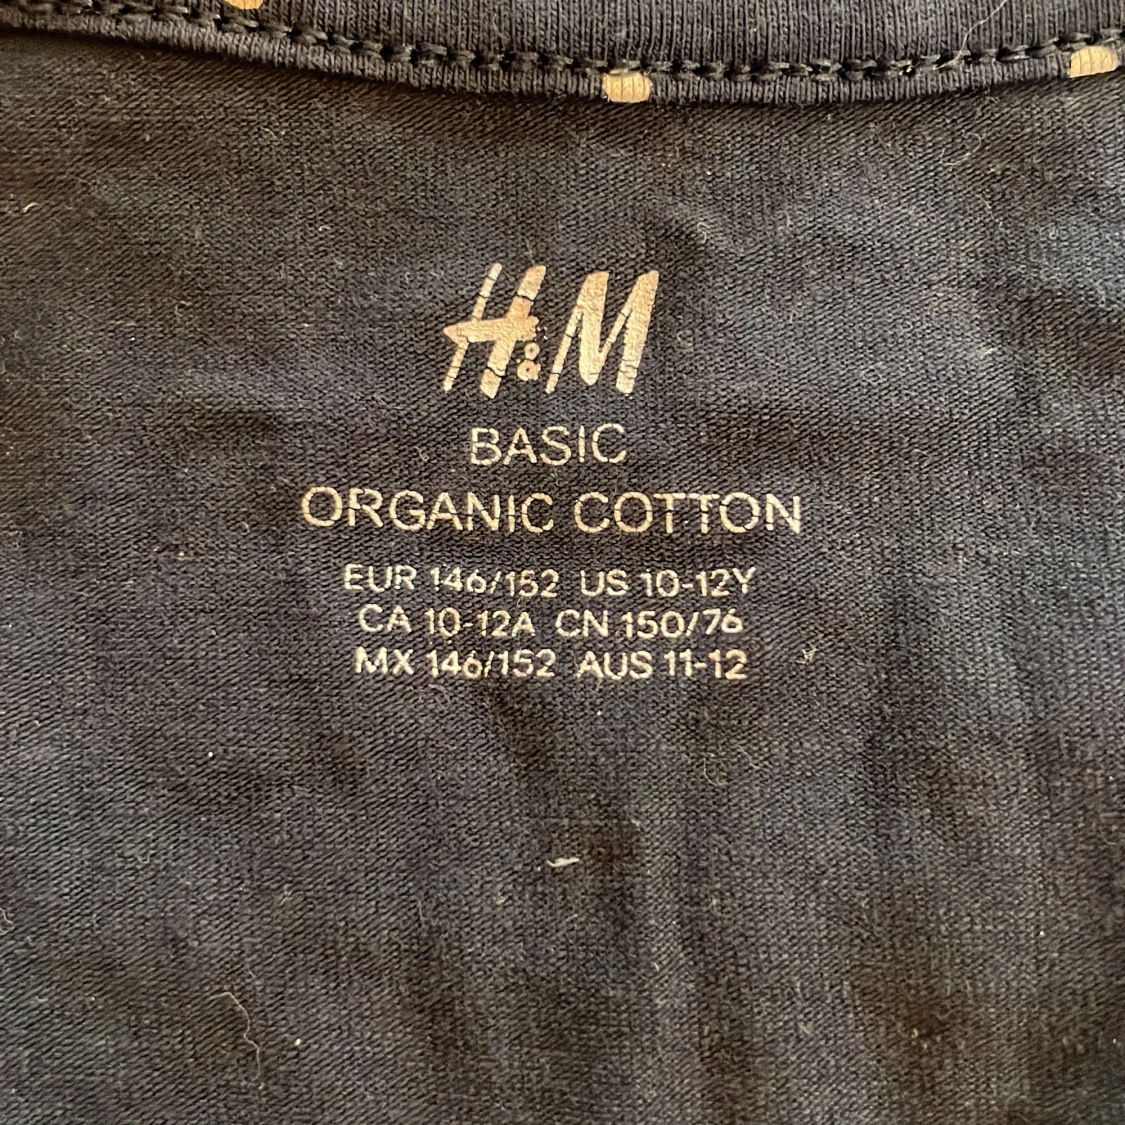 H&M
BASIC
ORGANIC COTTON
EUR 146/152 US 10-12Y
CA 10-12A CN 150/76
MX 146/152 AUS 11-12